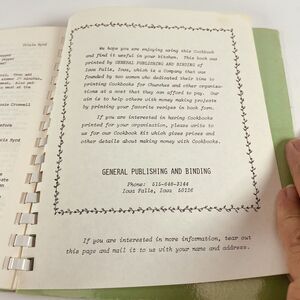 We hope you are enjoying using this Cookbook
and find it useful in your kitchen. This book was
printed by GENERAL PUBLISHING AND BINDING of
Iowa Falls, Iowa, which is a Company that was
founded by two women who dedicated their time to
printing Cookbooks for Churches and other organiza-
tions at a cost that they can afford to pay. Our
aim is to help others with money making projects
by printing your favorite recipes in book form.
If you are interested in having Cookbooks
printed for your organization, please write to
us for our Cookbook Kit which gives prices and
other details about making money with Cookbooks.
GENERAL PUBLISHING AND BINDING
Phone: 515-648-3144
Iowa Falls, Iowa 50126
If you are interested in more information, tear out
this page and mail it to us with your name and address.